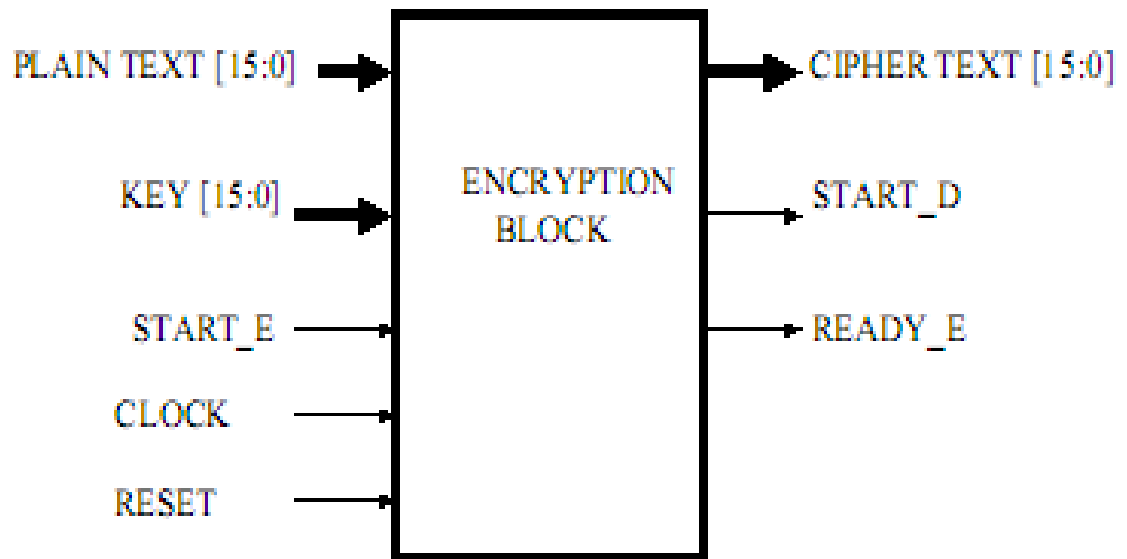 PLAIN TEXT [15:0]
CIPHER TEXT [15:0]
KEY [15:0]
ENCRYPTION
BLOCK
START_D
START_E
READY_E
CLOCK
RESET